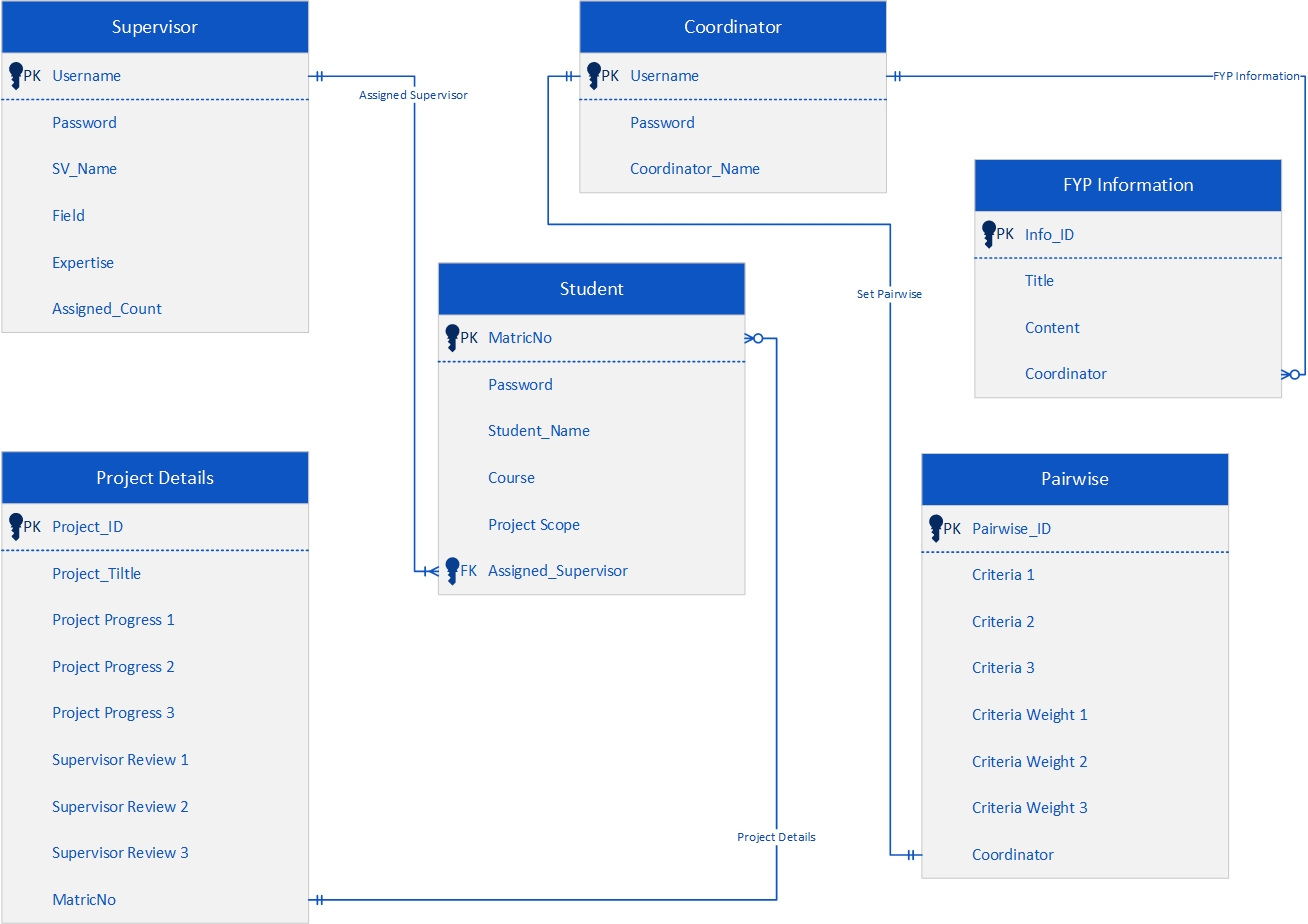 Supervisor
PK Username
Password
SV_Name
Field
Expertise
Assigned_Count
Assigned Supervisor
Coordinator
PK Username
Password
Coordinator_Name
FYP Information
FYP Information
PK Info_ID
Title
Content
Coordinator
Set Pairwise
Student
PK MatricNo
Password
Student_Name
Course
Project Scope
FK Assigned_Supervisor
Project Details
PK Project_ID
Project_Tiltle
Project Progress 1
Project Progress 2
Project Progress 3
Supervisor Review 1
Supervisor Review 2
Supervisor Review 3
MatricNo
Project Details
Pairwise
PK Pairwise_ID
Criteria 1
Criteria 2
Criteria 3
Criteria Weight 1
Criteria Weight 2
Criteria Weight 3
Coordinator